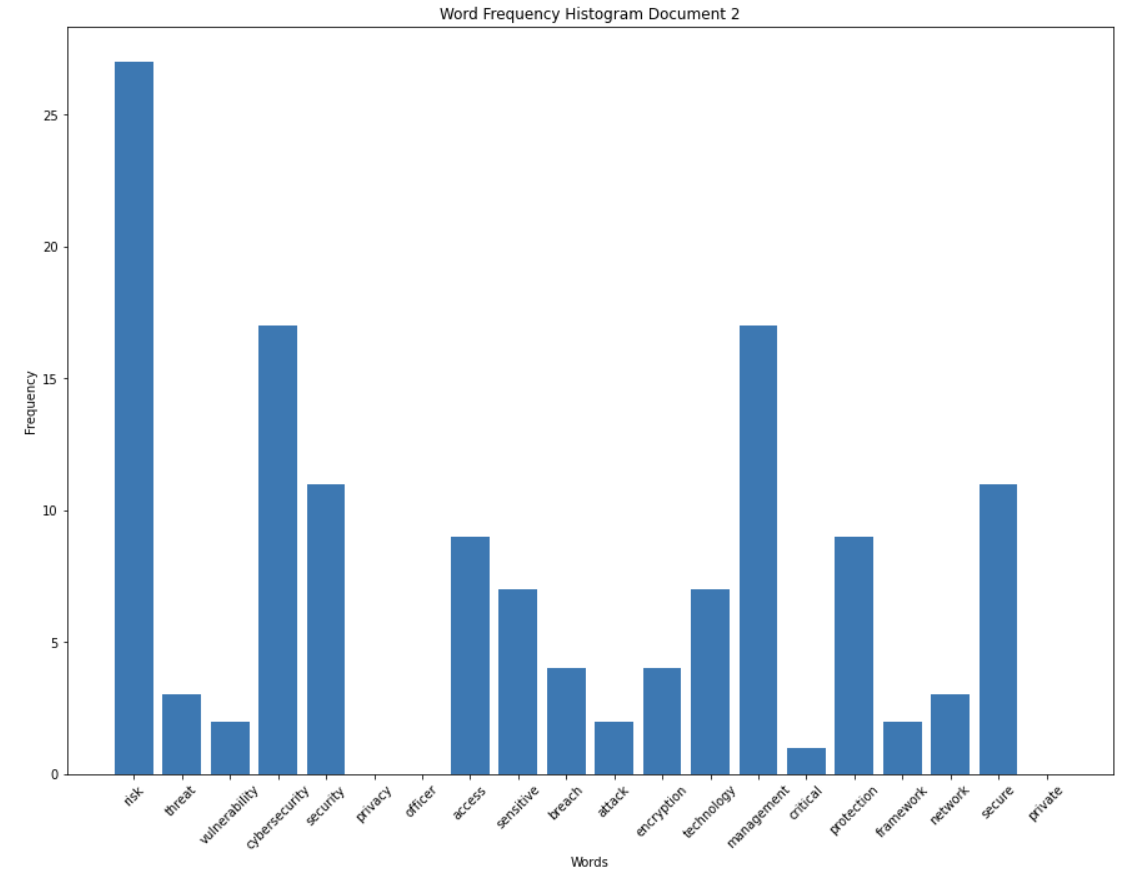 Word Frequency Histogram Document 2
Frequency
25
20
15
10
5
0
risk
threat
vulnerability
cybersecurity
security
privacy
officer
access
sensitive
breach
attack
encryption
technology
management
critical
protection
framework
network
secure
private
Words